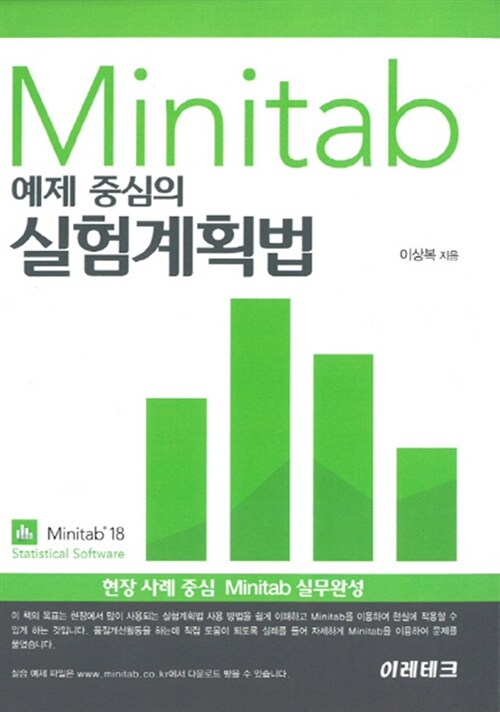 Minitab
예제 중심의
실험계획법
이상복 지음
Minitab® 18
Statistical Software
현장 사례 중심 Minitab 실무완성
이 책의 목표는 현장에서 많이 사용되는 실험계획법 사용 방법을 쉽게 이해하고 Minitab을 이용하여 현실에 적용할 수
있게 하는 것입니다. 품질개선활동을 하는데 직접 도움이 되도록 실례를 들어 자세하게 Minitab을 이용하여 문제를
풀었습니다.
실습 예제 파일은 www.minitab.co.kr에서 다운로드 받을 수 있습니다.
이레테크